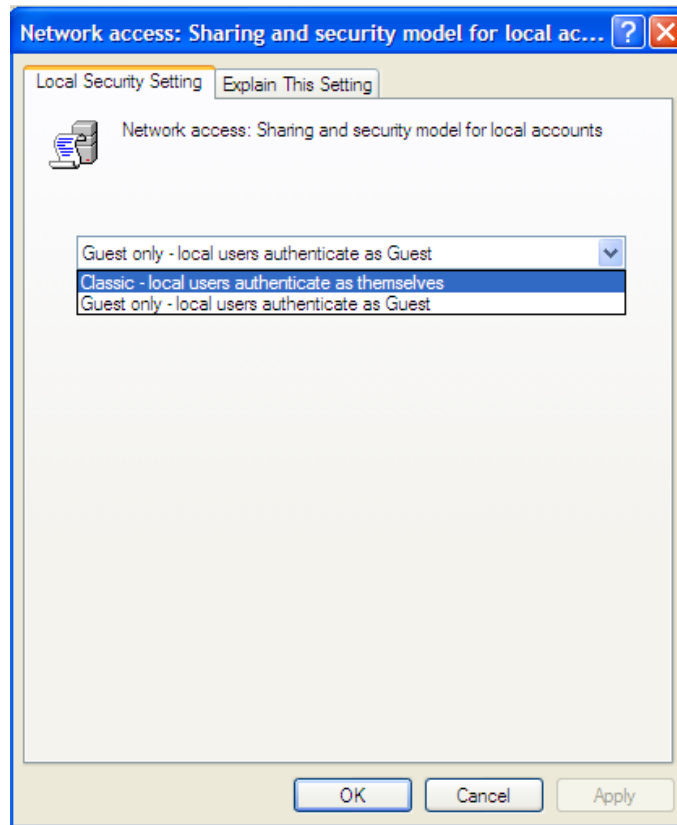 Network access: Sharing and security model for local ac...
Local Security Setting
Explain This Setting
Network access: Sharing and security model for local accounts
Guest only - local users authenticate as Guest
Classic - local users authenticate as themselves
Guest only - local users authenticate as Guest
OK
Cancel
Apply